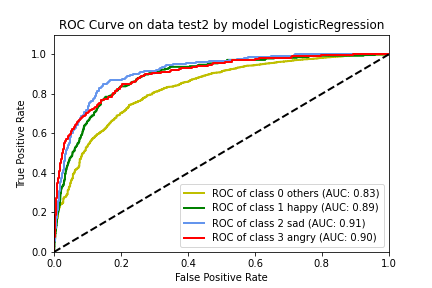 ROC Curve on data test2 by model LogisticRegression
True Positive Rate
1.0
0.8
0.6
0.4
0.2
0.0
ROC of class 0 others (AUC: 0.83)
ROC of class 1 happy (AUC: 0.89)
ROC of class 2 sad (AUC: 0.91)
ROC of class 3 angry (AUC: 0.90)
0.0 0.2 0.4 0.6 0.8 1.0
False Positive Rate